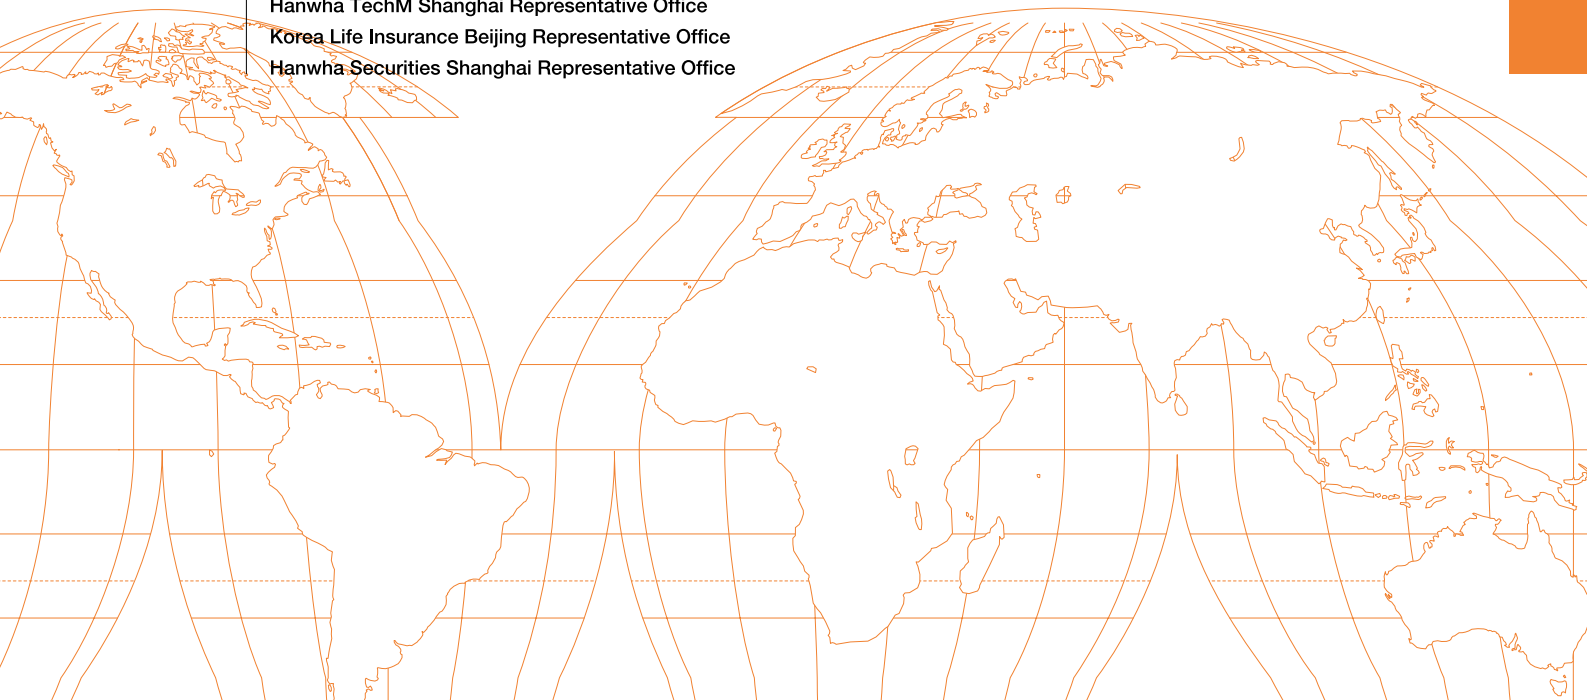 Hanwha TechM Shanghai Representative Office
Korea Life Insurance Beijing Representative Office
Hanwha Securities Shanghai Representative Office